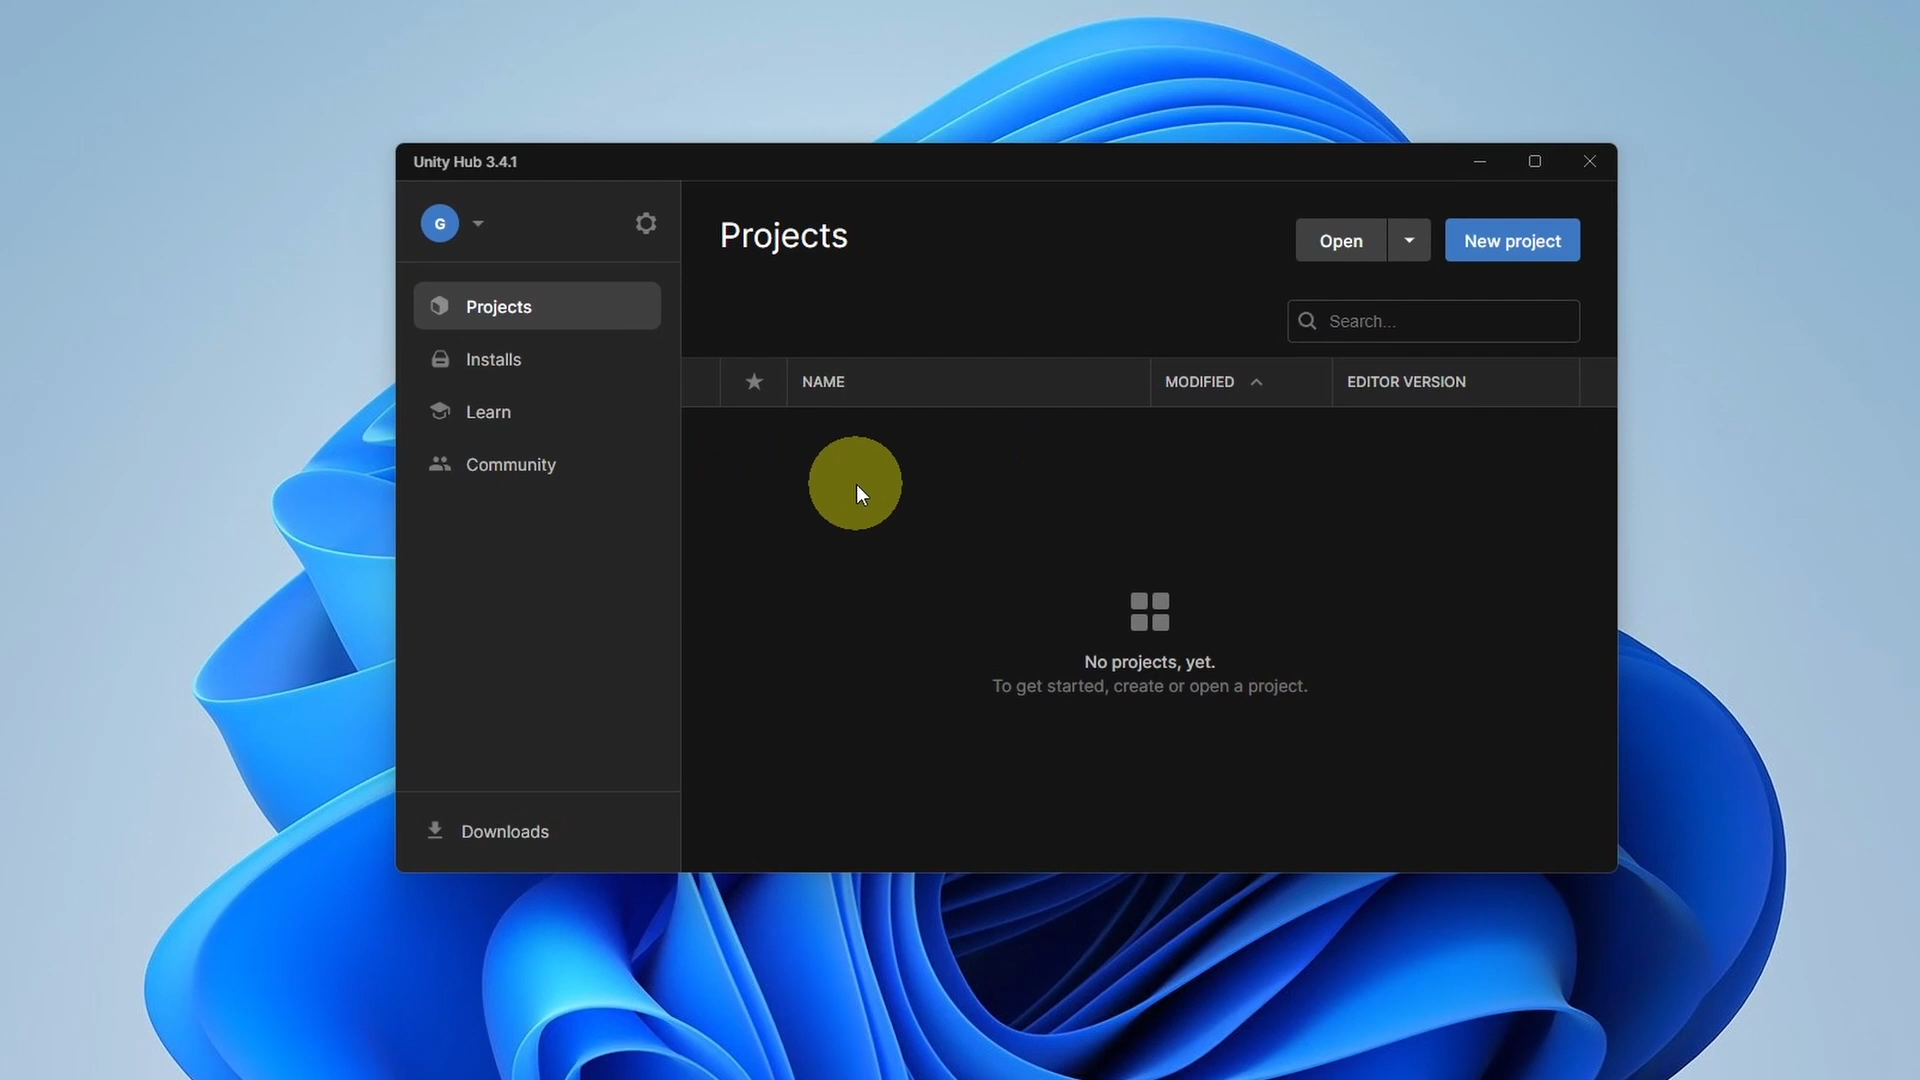 Unity Hub 3.4.1
G
Projects
Installs
Learn
Community
Downloads
Projects
Open
New project
Search...
NAME
MODIFIED
EDITOR VERSION
No projects, yet.
To get started, create or open a project.